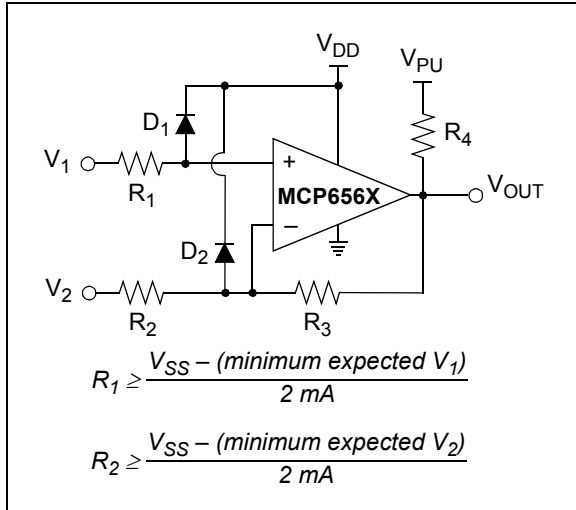 V_DD
V_PU
D_1
R_4
V_1
R_1
+
MCP656X
V_OUT
–
D_2
V_2
R_2
R_3
R_1 ≥ V_SS – (minimum expected V_1) / 2 mA
R_2 ≥ V_SS – (minimum expected V_2) / 2 mA